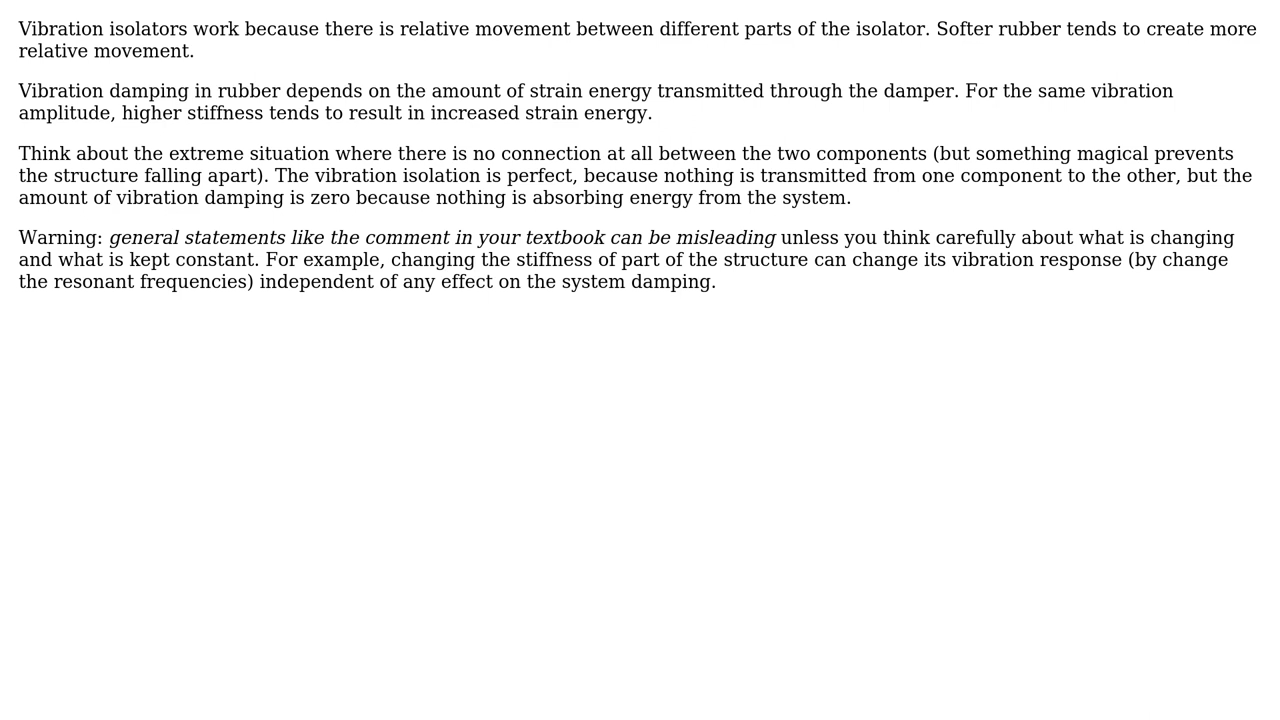 Vibration isolators work because there is relative movement between different parts of the isolator. Softer rubber tends to create more
relative movement.
Vibration damping in rubber depends on the amount of strain energy transmitted through the damper. For the same vibration
amplitude, higher stiffness tends to result in increased strain energy.
Think about the extreme situation where there is no connection at all between the two components (but something magical prevents
the structure falling apart). The vibration isolation is perfect, because nothing is transmitted from one component to the other, but the
amount of vibration damping is zero because nothing is absorbing energy from the system.
Warning: general statements like the comment in your textbook can be misleading unless you think carefully about what is changing
and what is kept constant. For example, changing the stiffness of part of the structure can change its vibration response (by change
the resonant frequencies) independent of any effect on the system damping.